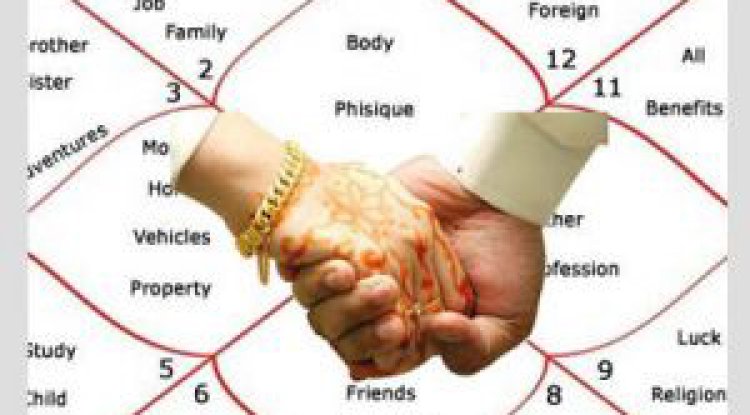 Job
Family
2
3
rother
ister
dventures
Body
Phisique
Foreign
12
11
All
Benefits
Mo
Ho
Vehicles
Property
her
ofession
Study
Child
5
6
Friends
8
9
Luck
Religion